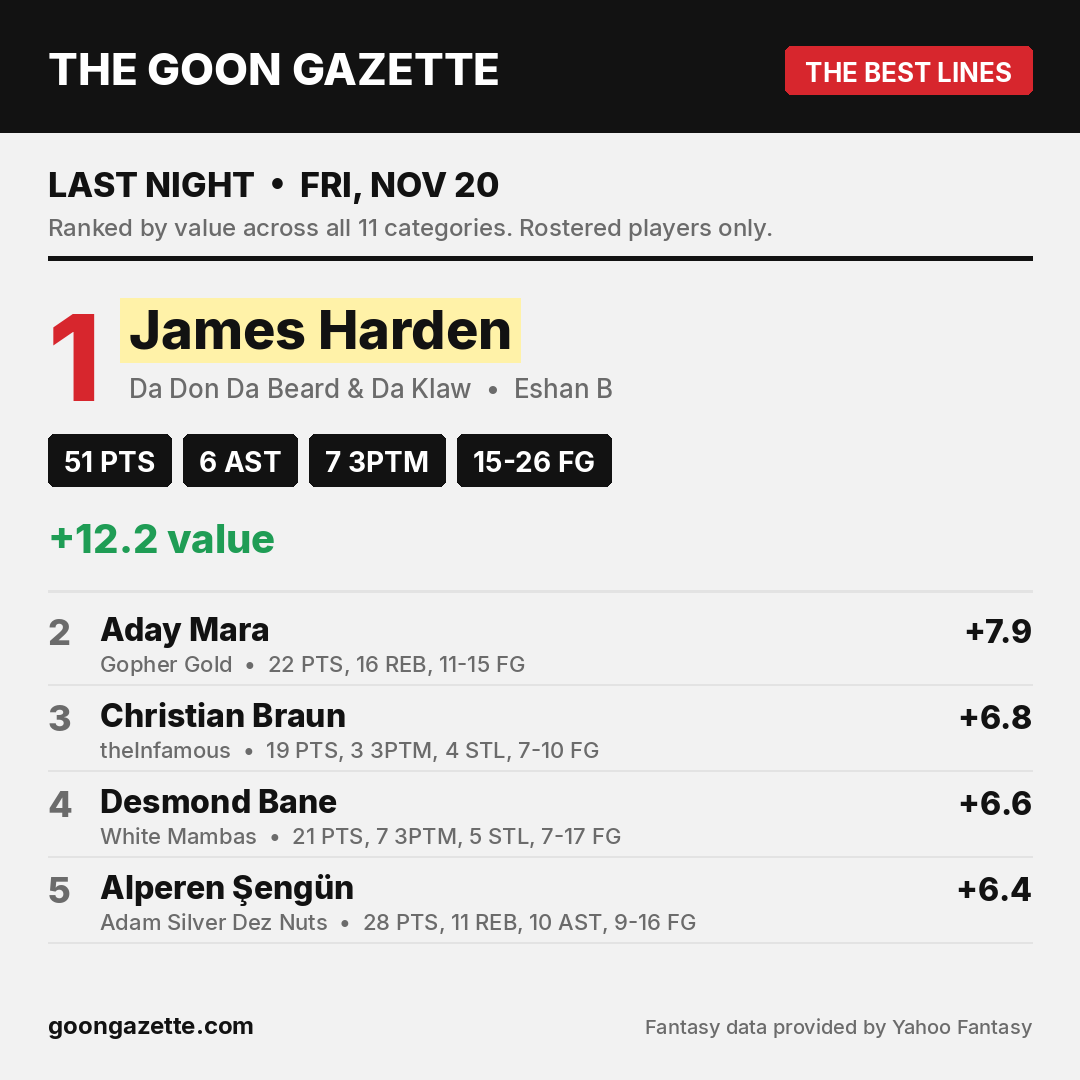 THE GOON GAZETTE
THE BEST LINES
LAST NIGHT • FRI, NOV 20
Ranked by value across all 11 categories. Rostered players only.
1
James Harden
Da Don Da Beard & Da Klaw • Eshan B
51 PTS
6 AST
7 3PTM
15-26 FG
+12.2 value
2 Aday Mara +7.9
Gopher Gold • 22 PTS, 16 REB, 11-15 FG
3 Christian Braun +6.8
theInfamous • 19 PTS, 3 3PTM, 4 STL, 7-10 FG
4 Desmond Bane +6.6
White Mambas • 21 PTS, 7 3PTM, 5 STL, 7-17 FG
5 Alperen Şengün +6.4
Adam Silver Dez Nuts • 28 PTS, 11 REB, 10 AST, 9-16 FG
goongazette.com
Fantasy data provided by Yahoo Fantasy